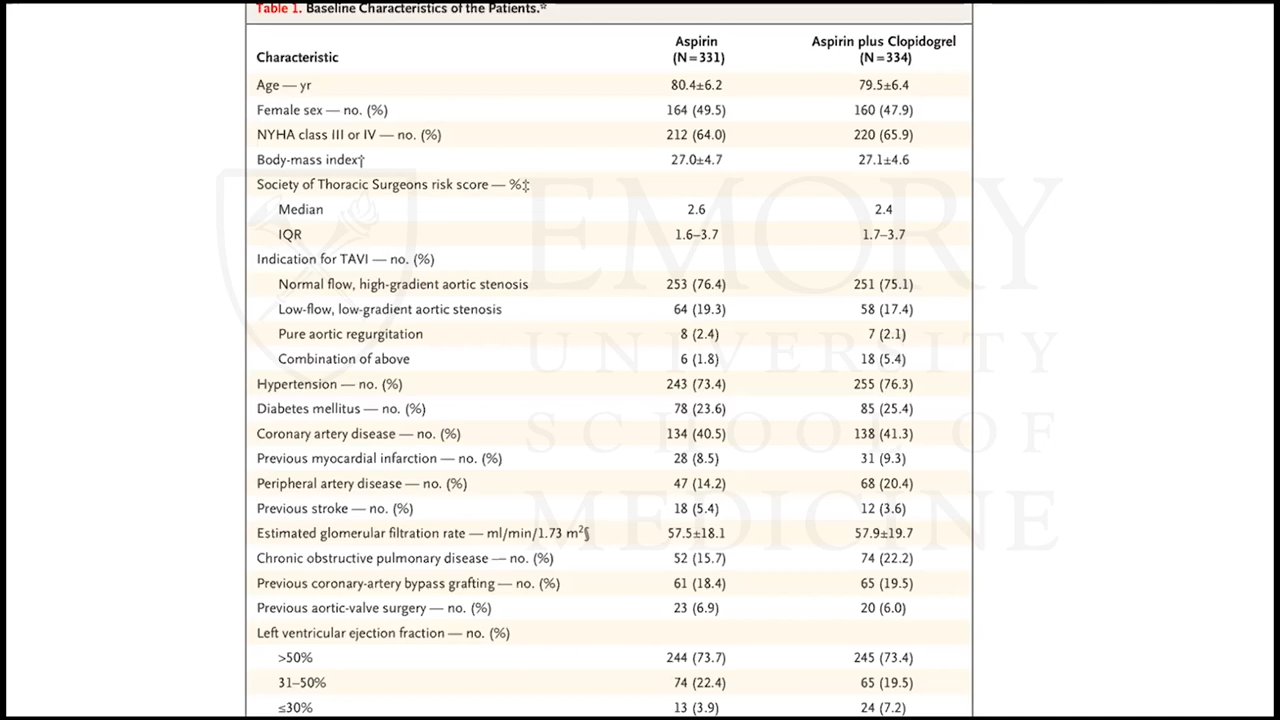 Table 1. Baseline Characteristics of the Patients.*
Characteristic Aspirin (N=331) Aspirin plus Clopidogrel (N=334)
Age — yr 80.4±6.2 79.5±6.4
Female sex — no. (%) 164 (49.5) 160 (47.9)
NYHA class III or IV — no. (%) 212 (64.0) 220 (65.9)
Body-mass index† 27.0±4.7 27.1±4.6
Society of Thoracic Surgeons risk score — %‡
Median 2.6 2.4
IQR 1.6–3.7 1.7–3.7
Indication for TAVI — no. (%)
Normal flow, high-gradient aortic stenosis 253 (76.4) 251 (75.1)
Low-flow, low-gradient aortic stenosis 64 (19.3) 58 (17.4)
Pure aortic regurgitation 8 (2.4) 7 (2.1)
Combination of above 6 (1.8) 18 (5.4)
Hypertension — no. (%) 243 (73.4) 255 (76.3)
Diabetes mellitus — no. (%) 78 (23.6) 85 (25.4)
Coronary artery disease — no. (%) 134 (40.5) 138 (41.3)
Previous myocardial infarction — no. (%) 28 (8.5) 31 (9.3)
Peripheral artery disease — no. (%) 47 (14.2) 68 (20.4)
Previous stroke — no. (%) 18 (5.4) 12 (3.6)
Estimated glomerular filtration rate — ml/min/1.73 m²§ 57.5±18.1 57.9±19.7
Chronic obstructive pulmonary disease — no. (%) 52 (15.7) 74 (22.2)
Previous coronary-artery bypass grafting — no. (%) 61 (18.4) 65 (19.5)
Previous aortic-valve surgery — no. (%) 23 (6.9) 20 (6.0)
Left ventricular ejection fraction — no. (%)
>50% 244 (73.7) 245 (73.4)
31–50% 74 (22.4) 65 (19.5)
≤30% 13 (3.9) 24 (7.2)
EMORY
UNIVERSITY
SCHOOL OF
MEDICINE